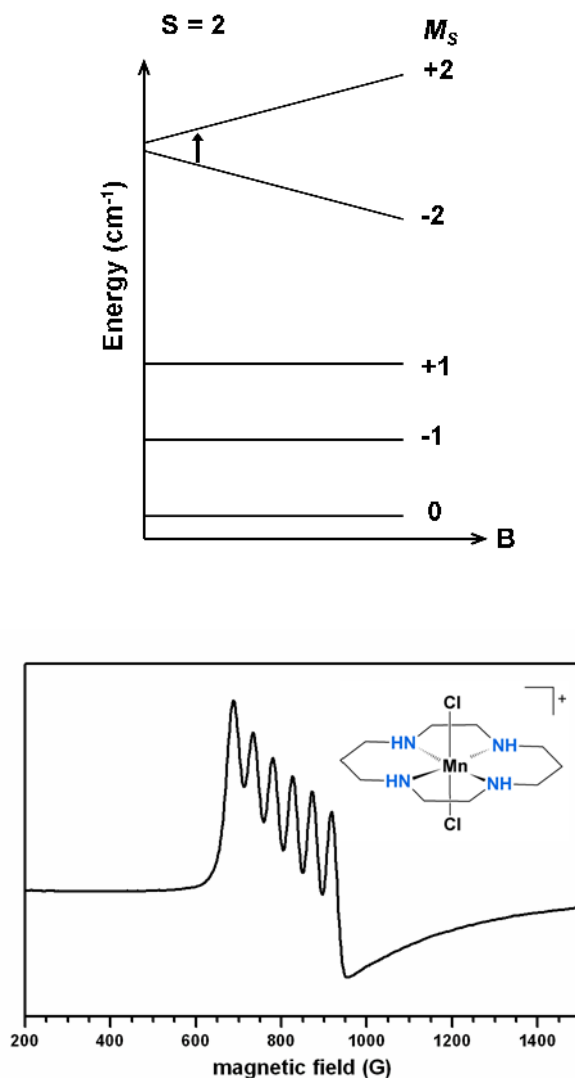 S = 2
M_S
+2
-2
+1
-1
0
Energy (cm⁻¹)
B
Cl
+
HN
NH
Mn
HN
NH
Cl
200 400 600 800 1000 1200 1400
magnetic field (G)